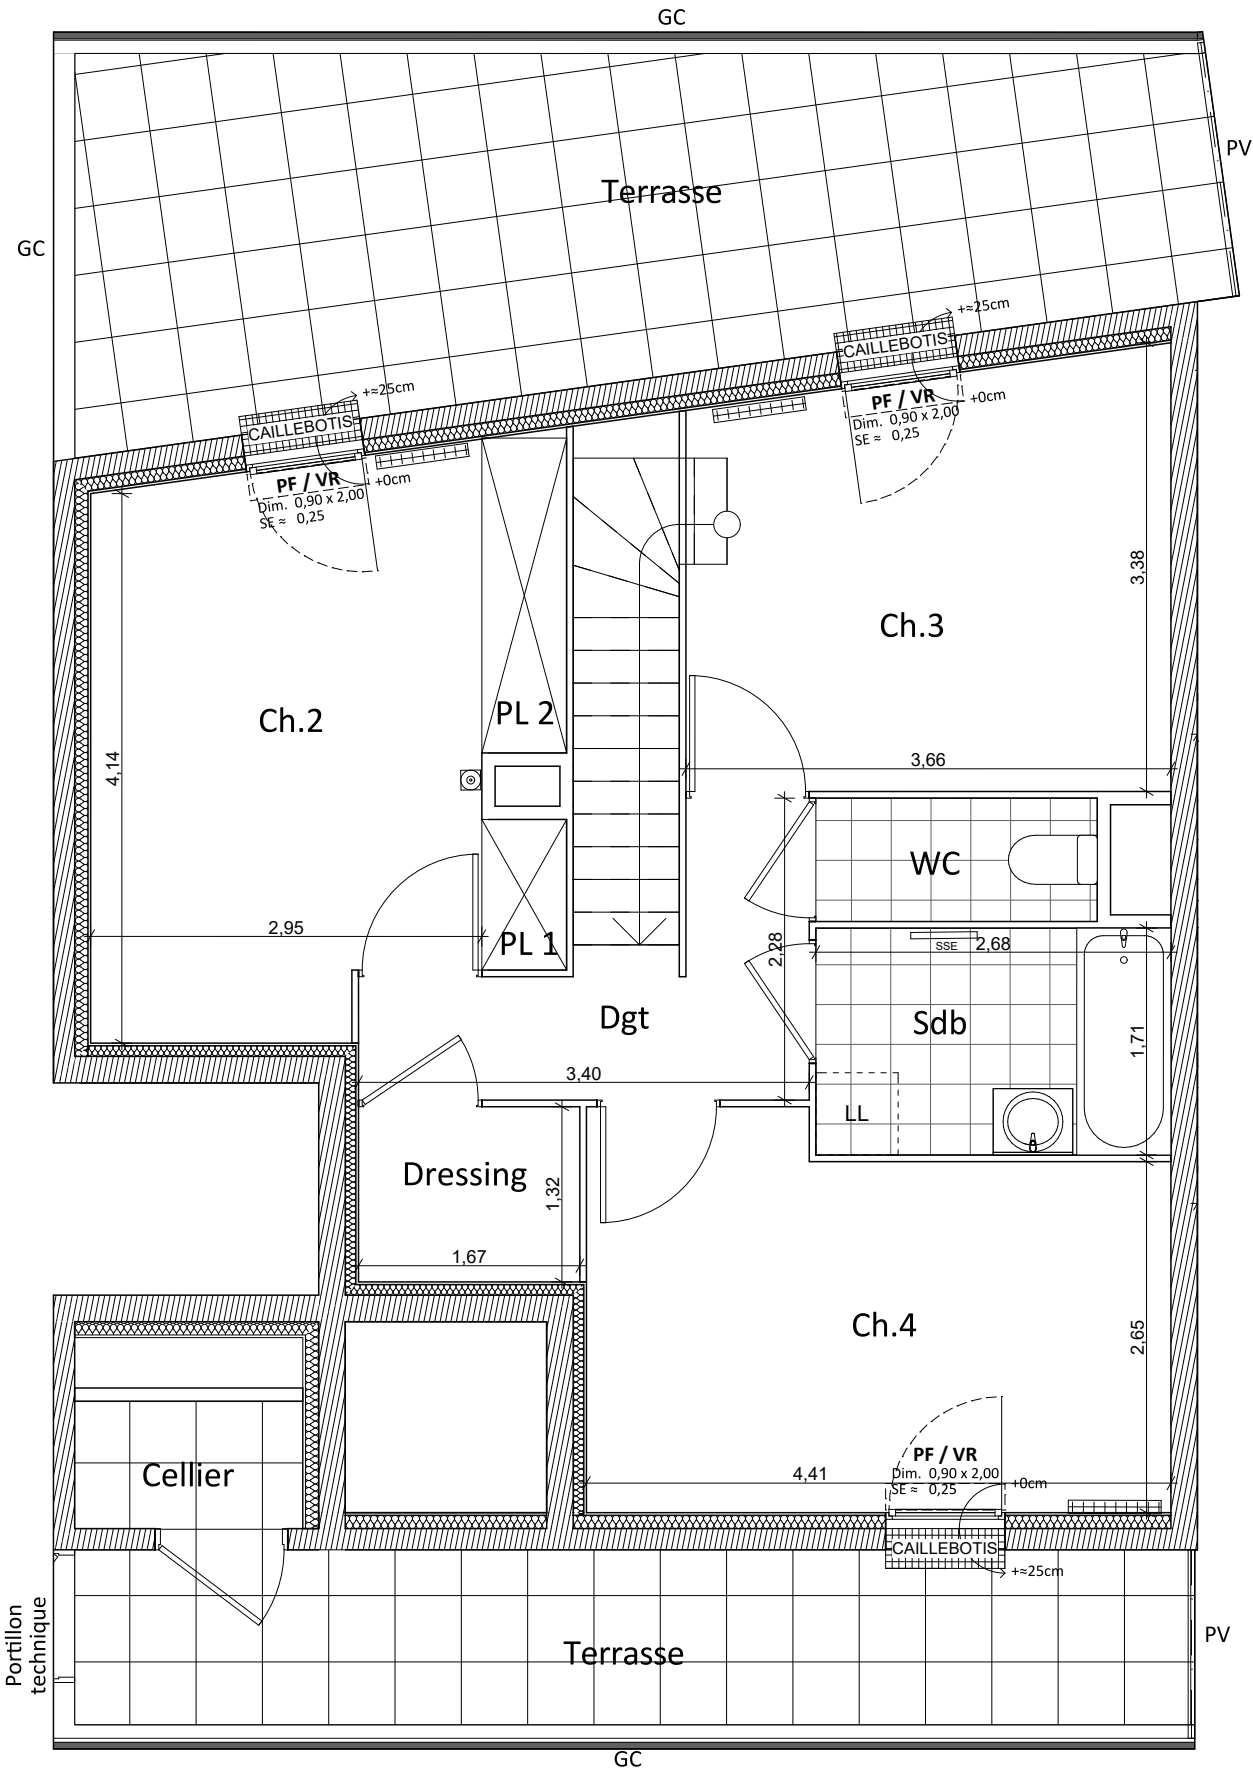 GC
PV
Terrasse
GC
+≈25cm
CAILLEBOTIS
+≈25cm
PF / VR
+0cm
Dim. 0,90 x 2,00
SE ≈ 0,25
CAILLEBOTIS
PF / VR
+0cm
Dim. 0,90 x 2,00
SE ≈ 0,25
3,38
Ch.3
Ch.2
PL 2
4,14
3,66
WC
2,95
PL 1
2,28
SSE
2,68
Dgt
Sdb
1,71
3,40
LL
Dressing
1,32
1,67
Ch.4
2,65
PF / VR
Cellier
4,41
Dim. 0,90 x 2,00
+0cm
SE ≈ 0,25
CAILLEBOTIS
+≈25cm
Portillon
technique
Terrasse
PV
GC